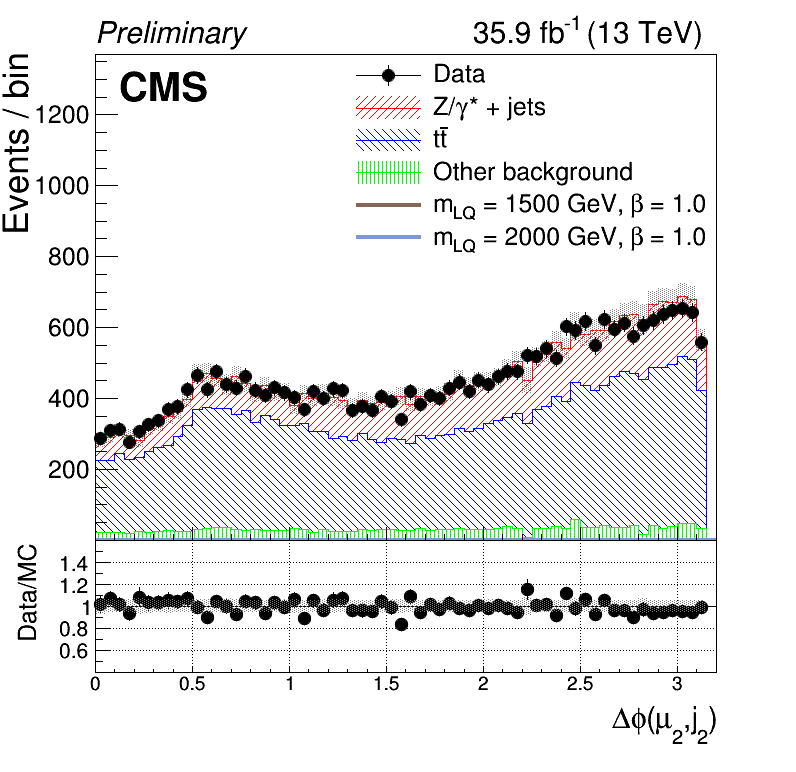 Preliminary 35.9 fb⁻¹ (13 TeV)
CMS
Data
Z/γ* + jets
tt̄
Other background
m_LQ = 1500 GeV, β = 1.0
m_LQ = 2000 GeV, β = 1.0
Events / bin
1200
1000
800
600
400
200
Data/MC
1.4
1.2
1
0.8
0.6
0 0.5 1 1.5 2 2.5 3
Δϕ(μ₂,j₂)